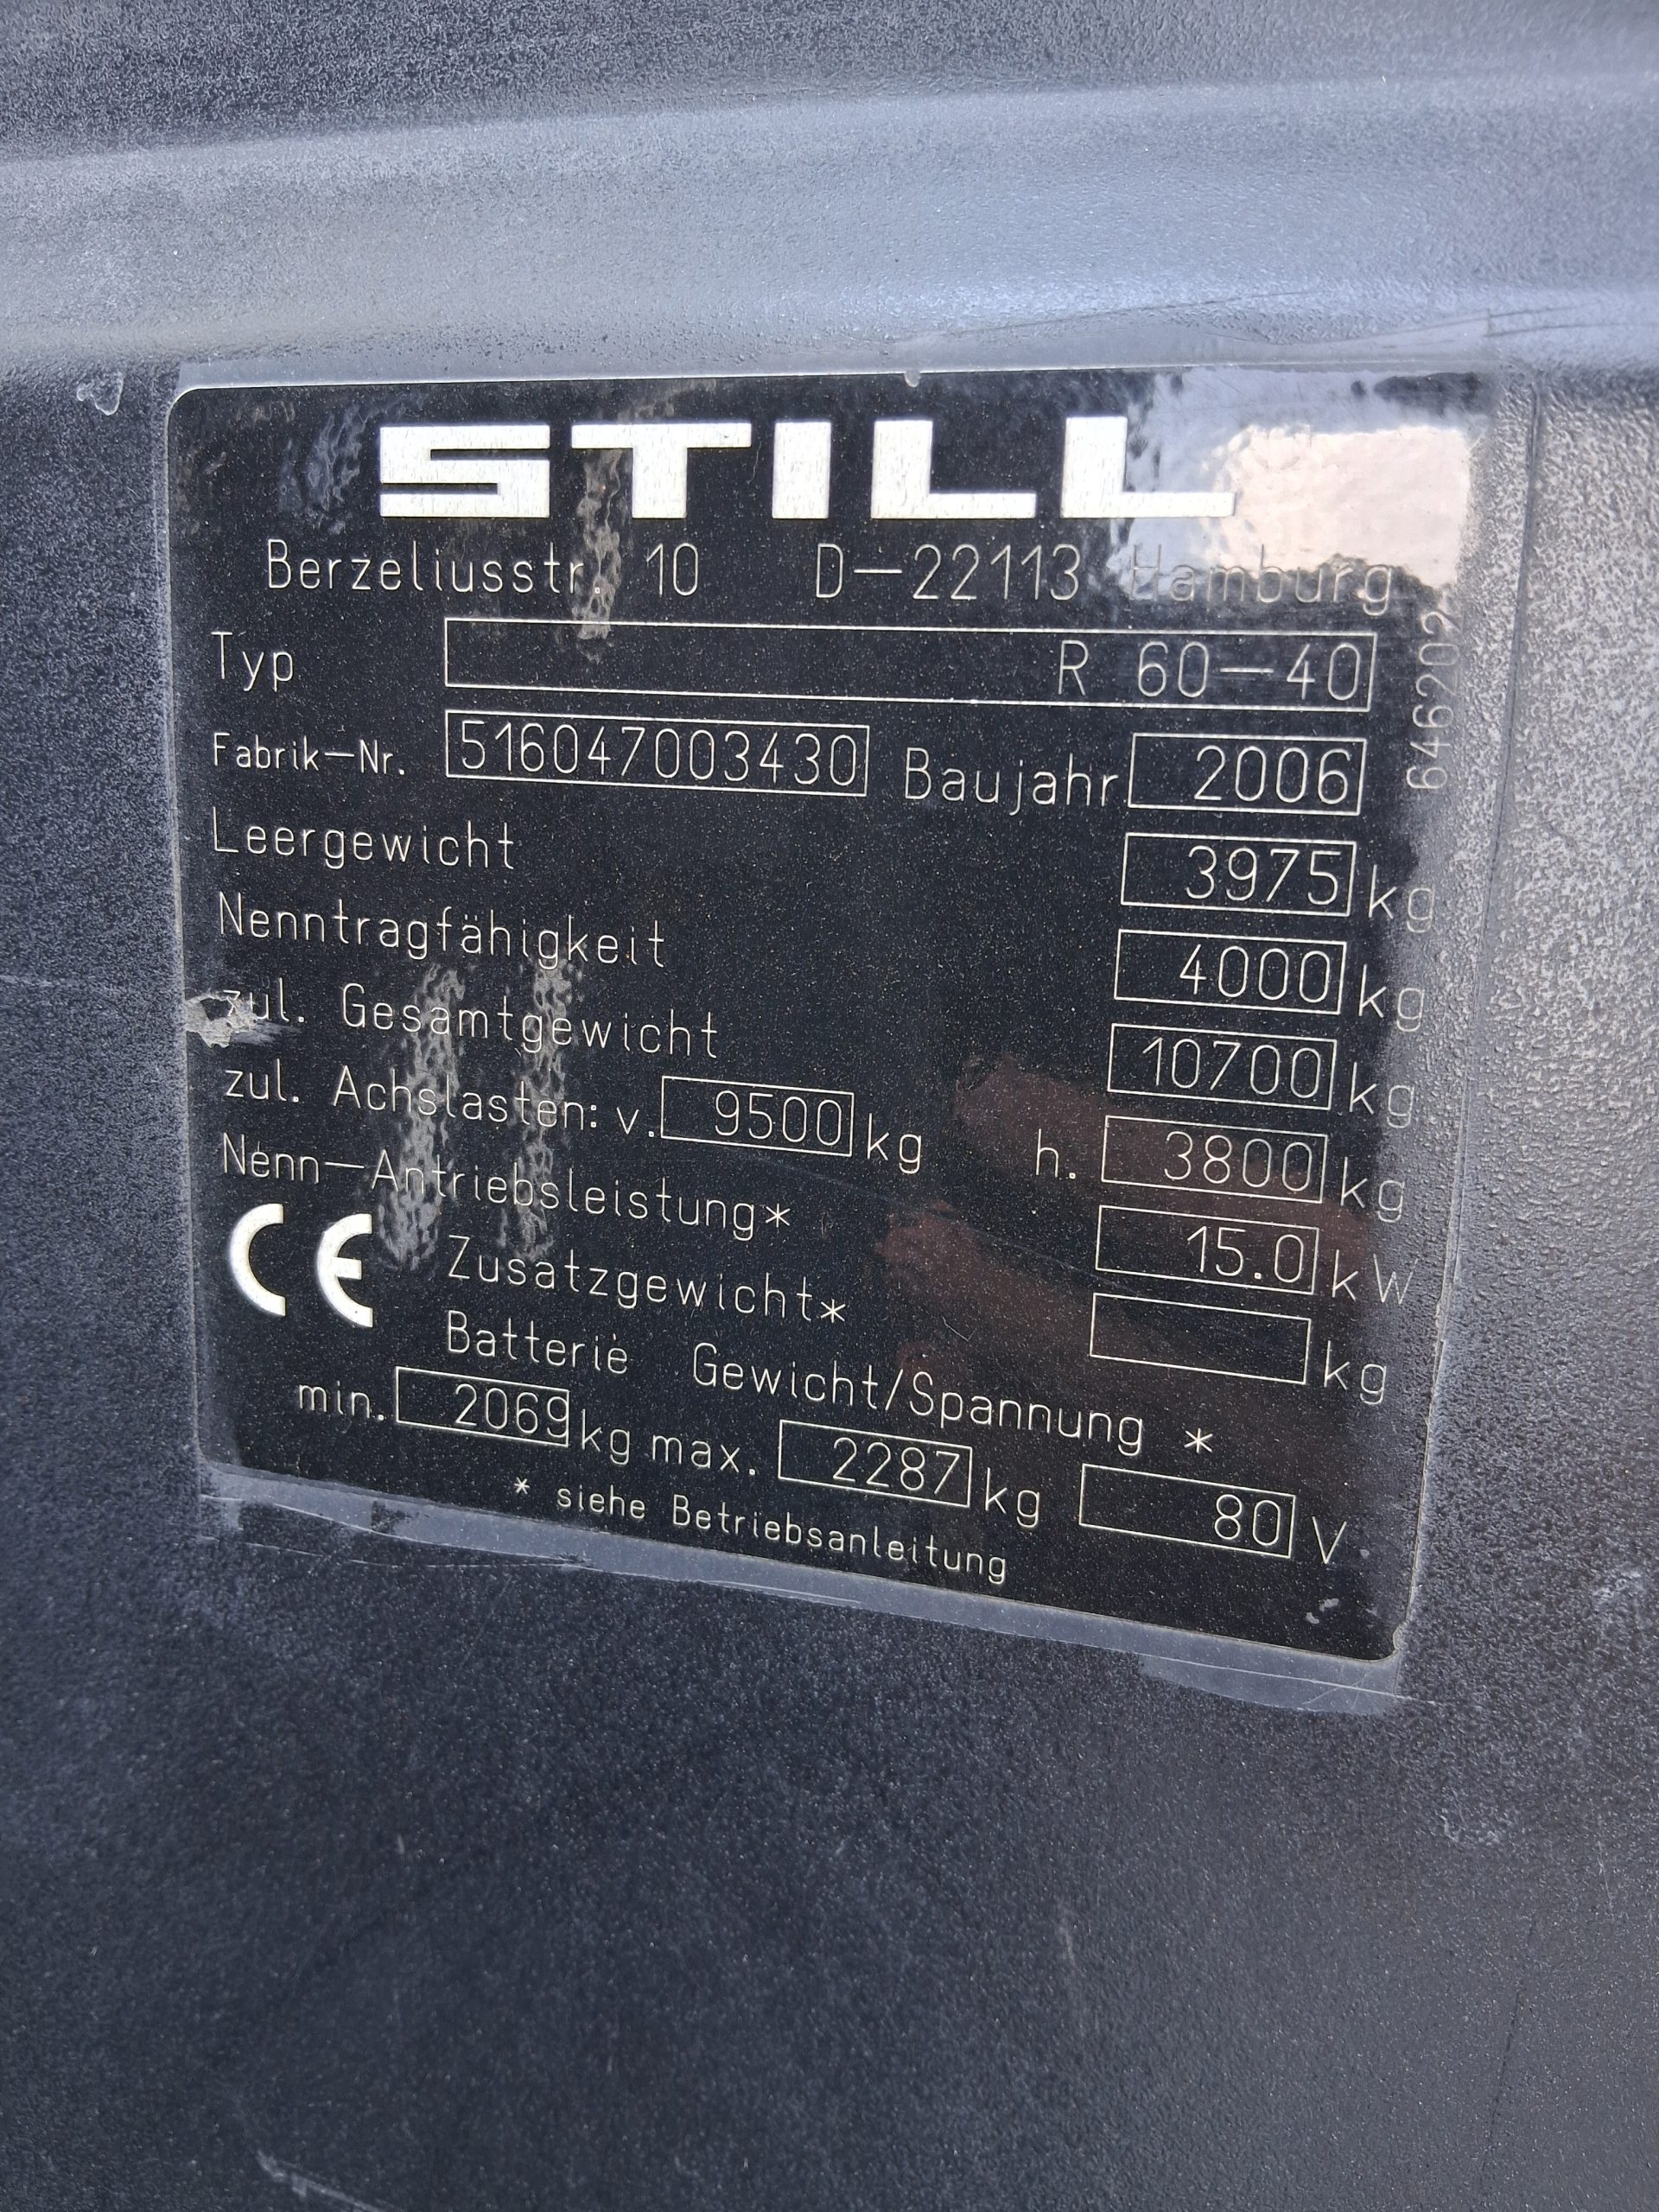 STILL
Berzeliusstr. 10 D-22113 Hamburg
Typ R 60-40
Fabrik-Nr. 516047003430 Baujahr 2006
Leergewicht 3975 kg
Nenntragfähigkeit 4000 kg
zul. Gesamtgewicht 10700 kg
zul. Achslasten: v. 9500 kg h. 3800 kg
Nenn-Antriebsleistung* 15.0 kW
CE Zusatzgewicht* kg
Batterie Gewicht/Spannung *
min. 2069 kg max. 2287 kg 80 V
* siehe Betriebsanleitung
646202